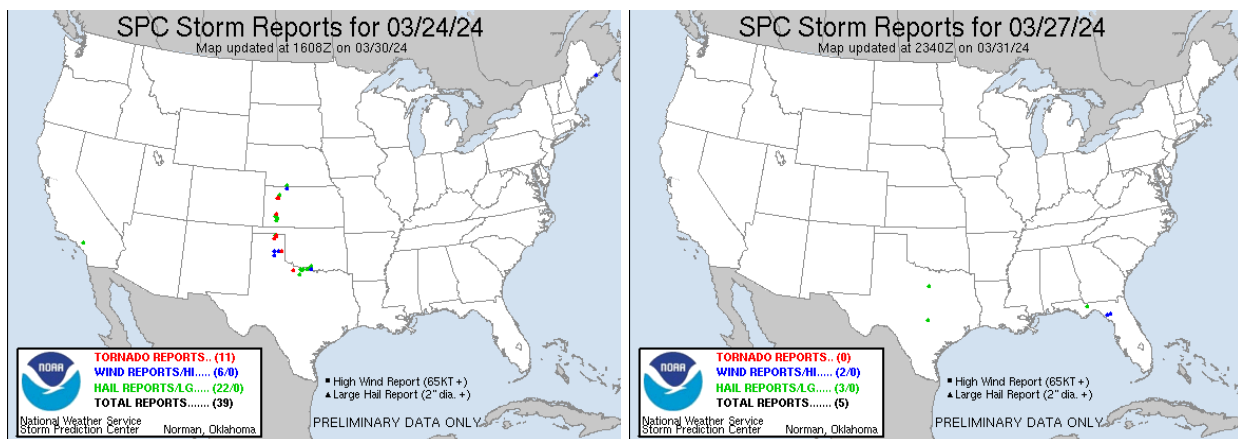 SPC Storm Reports for 03/24/24
Map updated at 1608Z on 03/30/24
NOAA
TORNADO REPORTS.. (11)
WIND REPORTS/HI..... (6/0)
HAIL REPORTS/LG..... (22/0)
TOTAL REPORTS....... (39)
National Weather Service
Storm Prediction Center Norman, Oklahoma
High Wind Report (65KT +)
Large Hail Report (2" dia. +)
PRELIMINARY DATA ONLY
SPC Storm Reports for 03/27/24
Map updated at 2340Z on 03/31/24
NOAA
TORNADO REPORTS.. (0)
WIND REPORTS/HI..... (2/0)
HAIL REPORTS/LG..... (3/0)
TOTAL REPORTS....... (5)
National Weather Service
Storm Prediction Center Norman, Oklahoma
High Wind Report (65KT +)
Large Hail Report (2" dia. +)
PRELIMINARY DATA ONLY